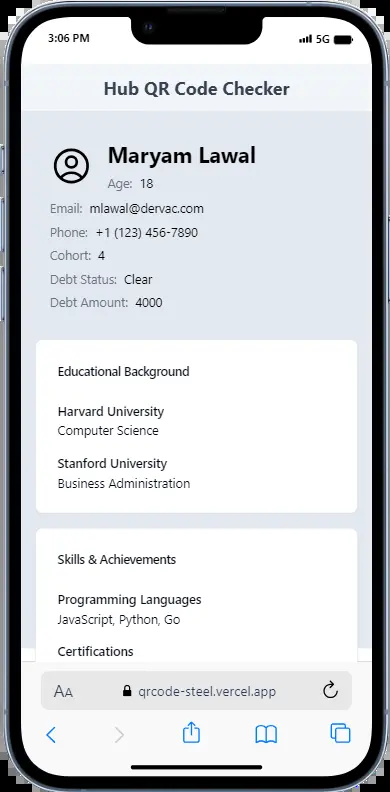 3:06 PM
5G
Hub QR Code Checker
Maryam Lawal
Age: 18
Email: mlawal@dervac.com
Phone: +1 (123) 456-7890
Cohort: 4
Debt Status: Clear
Debt Amount: 4000
Educational Background
Harvard University
Computer Science
Stanford University
Business Administration
Skills & Achievements
Programming Languages
JavaScript, Python, Go
Certifications
AA qrcode-steel.vercel.app